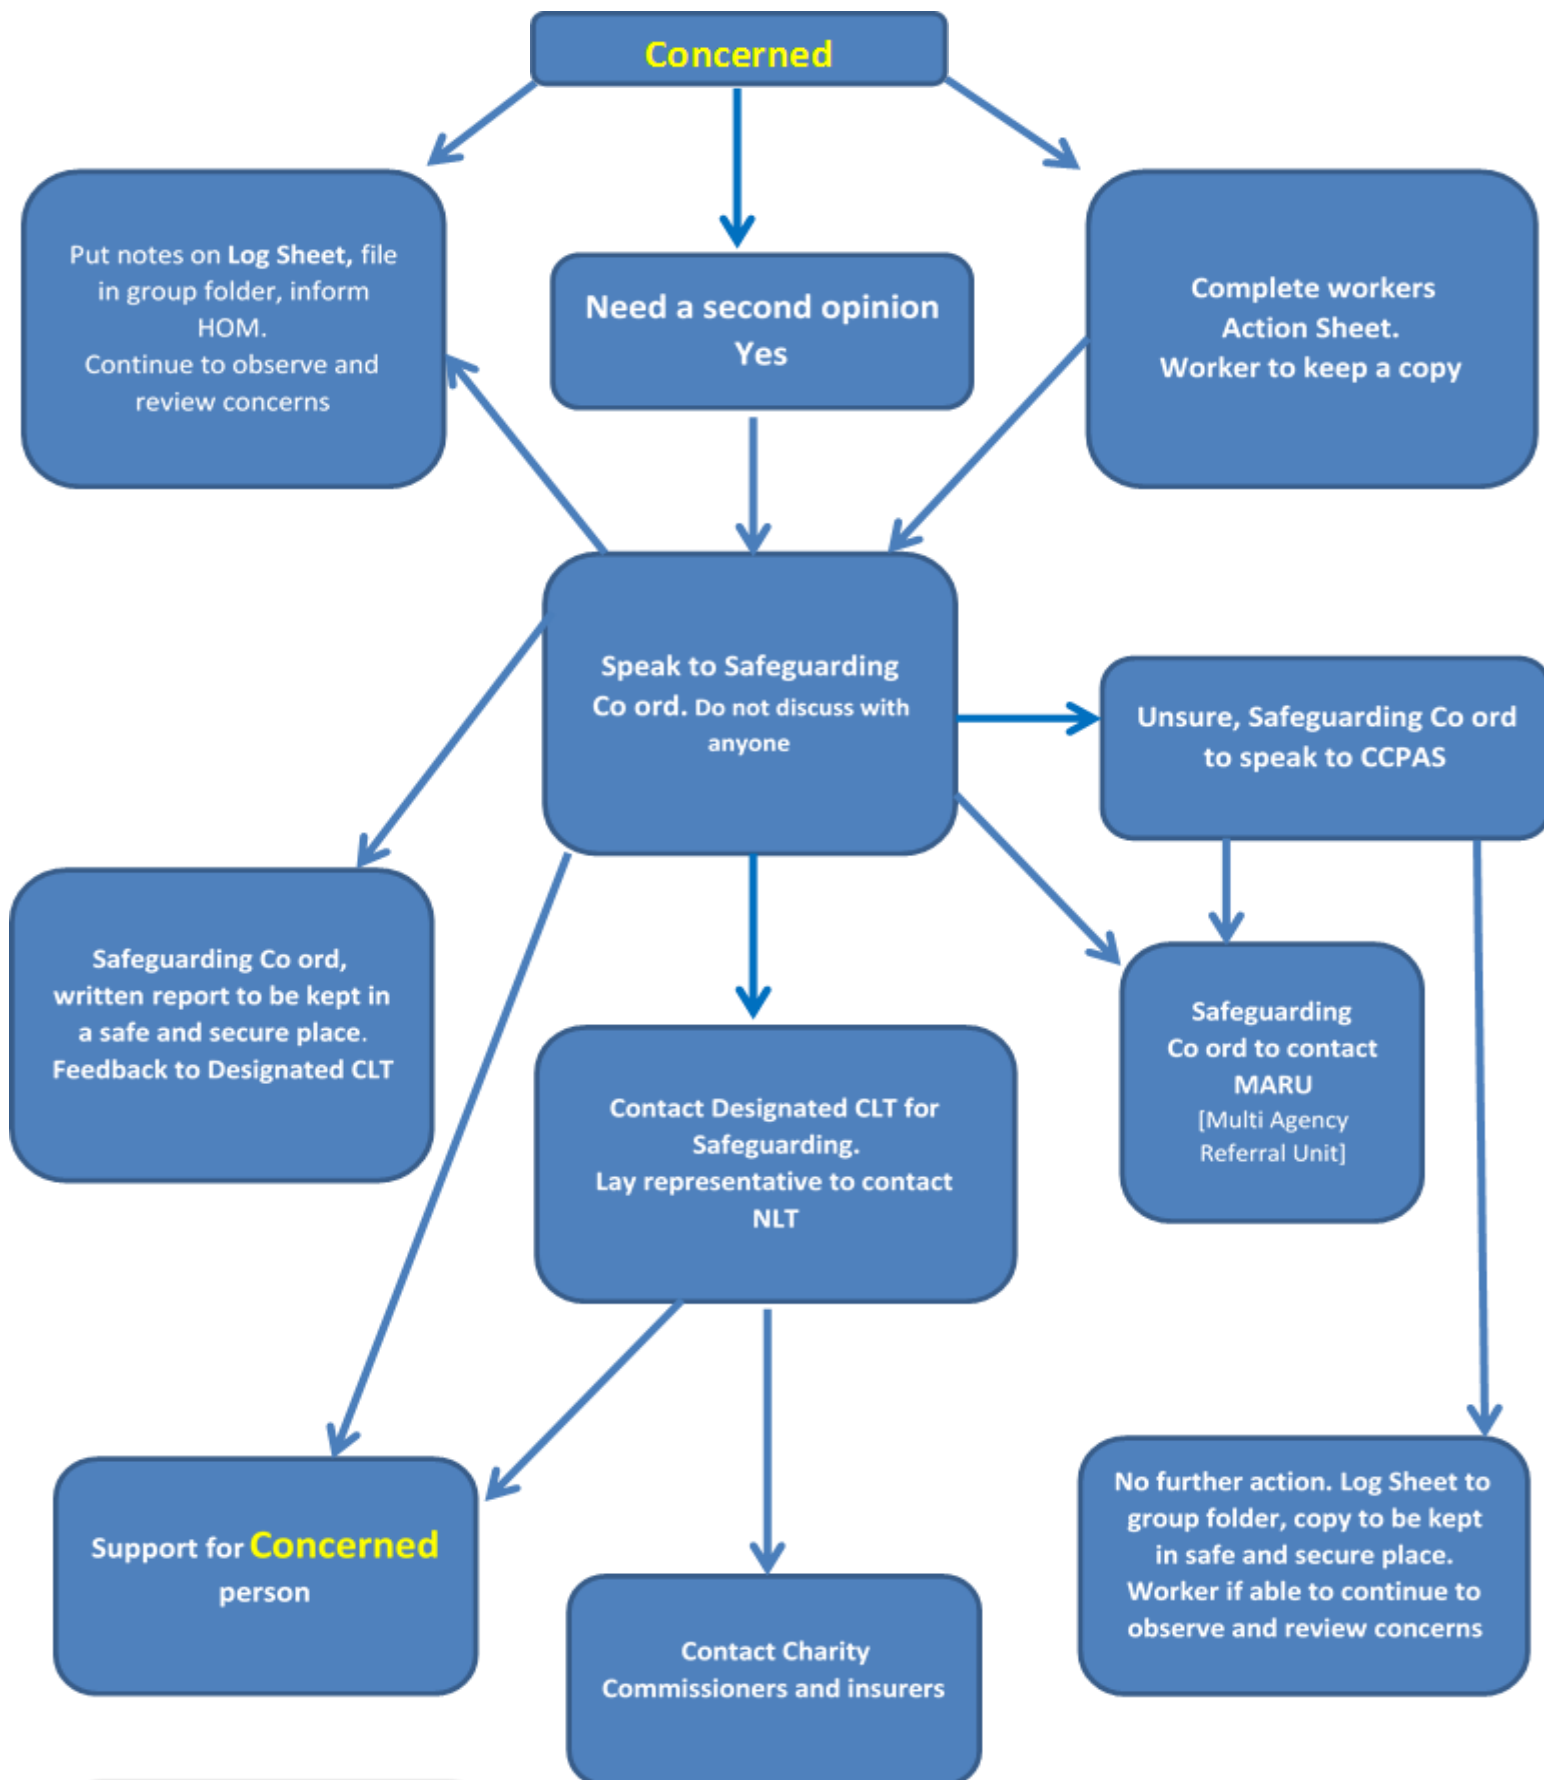 Concerned
Put notes on Log Sheet, file
in group folder, inform
HOM.
Continue to observe and
review concerns
Need a second opinion
Yes
Complete workers
Action Sheet.
Worker to keep a copy
Speak to Safeguarding
Co ord. Do not discuss with
anyone
Unsure, Safeguarding Co ord
to speak to CCPAS
Safeguarding Co ord,
written report to be kept in
a safe and secure place.
Feedback to Designated CLT
Contact Designated CLT for
Safeguarding.
Lay representative to contact
NLT
Safeguarding
Co ord to contact
MARU
[Multi Agency
Referral Unit]
Support for Concerned
person
Contact Charity
Commissioners and insurers
No further action. Log Sheet to
group folder, copy to be kept
in safe and secure place.
Worker if able to continue to
observe and review concerns